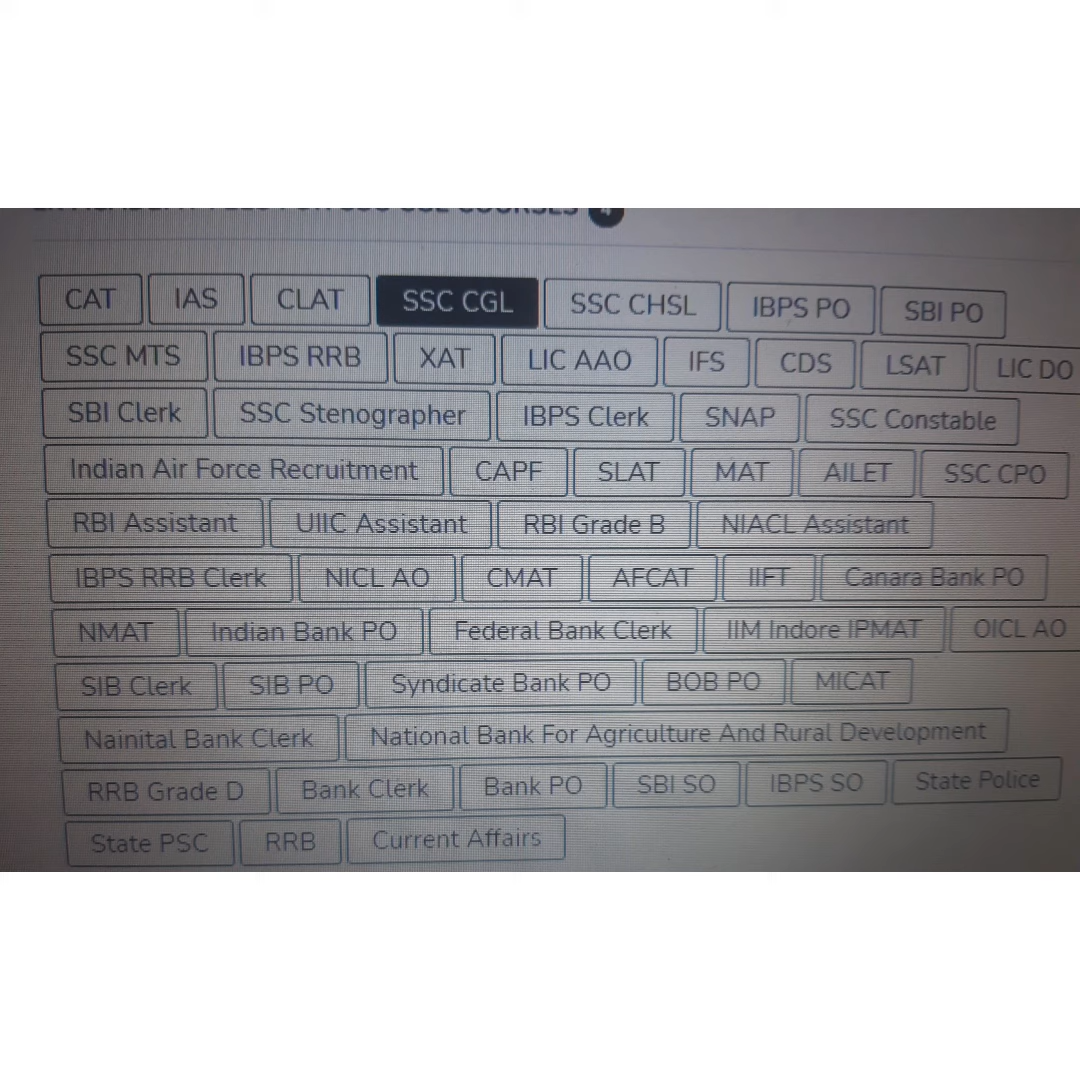 SSC CGL COURSES 4
CAT IAS CLAT SSC CGL SSC CHSL IBPS PO SBI PO
SSC MTS IBPS RRB XAT LIC AAO IFS CDS LSAT LIC DO
SBI Clerk SSC Stenographer IBPS Clerk SNAP SSC Constable
Indian Air Force Recruitment CAPF SLAT MAT AILET SSC CPO
RBI Assistant UIIC Assistant RBI Grade B NIACL Assistant
IBPS RRB Clerk NICL AO CMAT AFCAT IIFT Canara Bank PO
NMAT Indian Bank PO Federal Bank Clerk IIM Indore IPMAT OICL AO
SIB Clerk SIB PO Syndicate Bank PO BOB PO MICAT
Nainital Bank Clerk National Bank For Agriculture And Rural Development
RRB Grade D Bank Clerk Bank PO SBI SO IBPS SO State Police
State PSC RRB Current Affairs